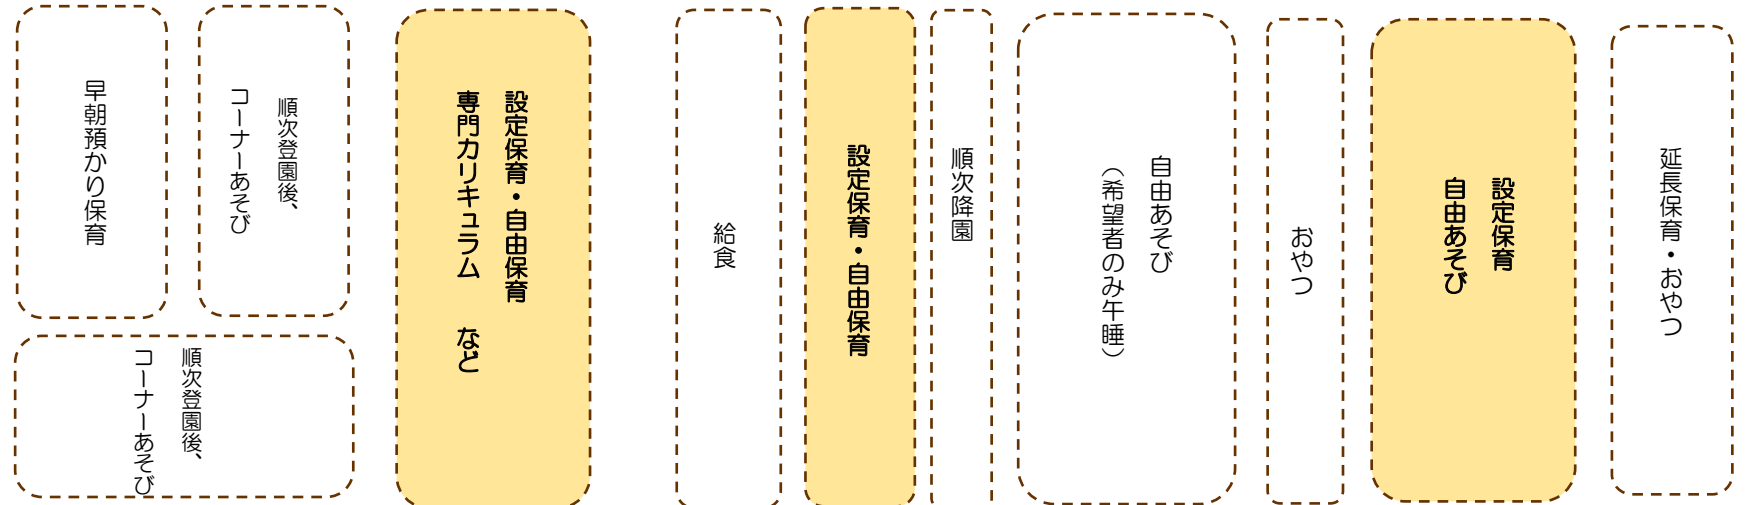 早朝預かり保育
順次登園後、
コーナーあそび
順次登園後、
コーナーあそび
設定保育・自由保育
専門カリキュラム　など
給食
設定保育・自由保育
順次降園
自由あそび
（希望者のみ午睡）
おやつ
設定保育
自由あそび
延長保育・おやつ